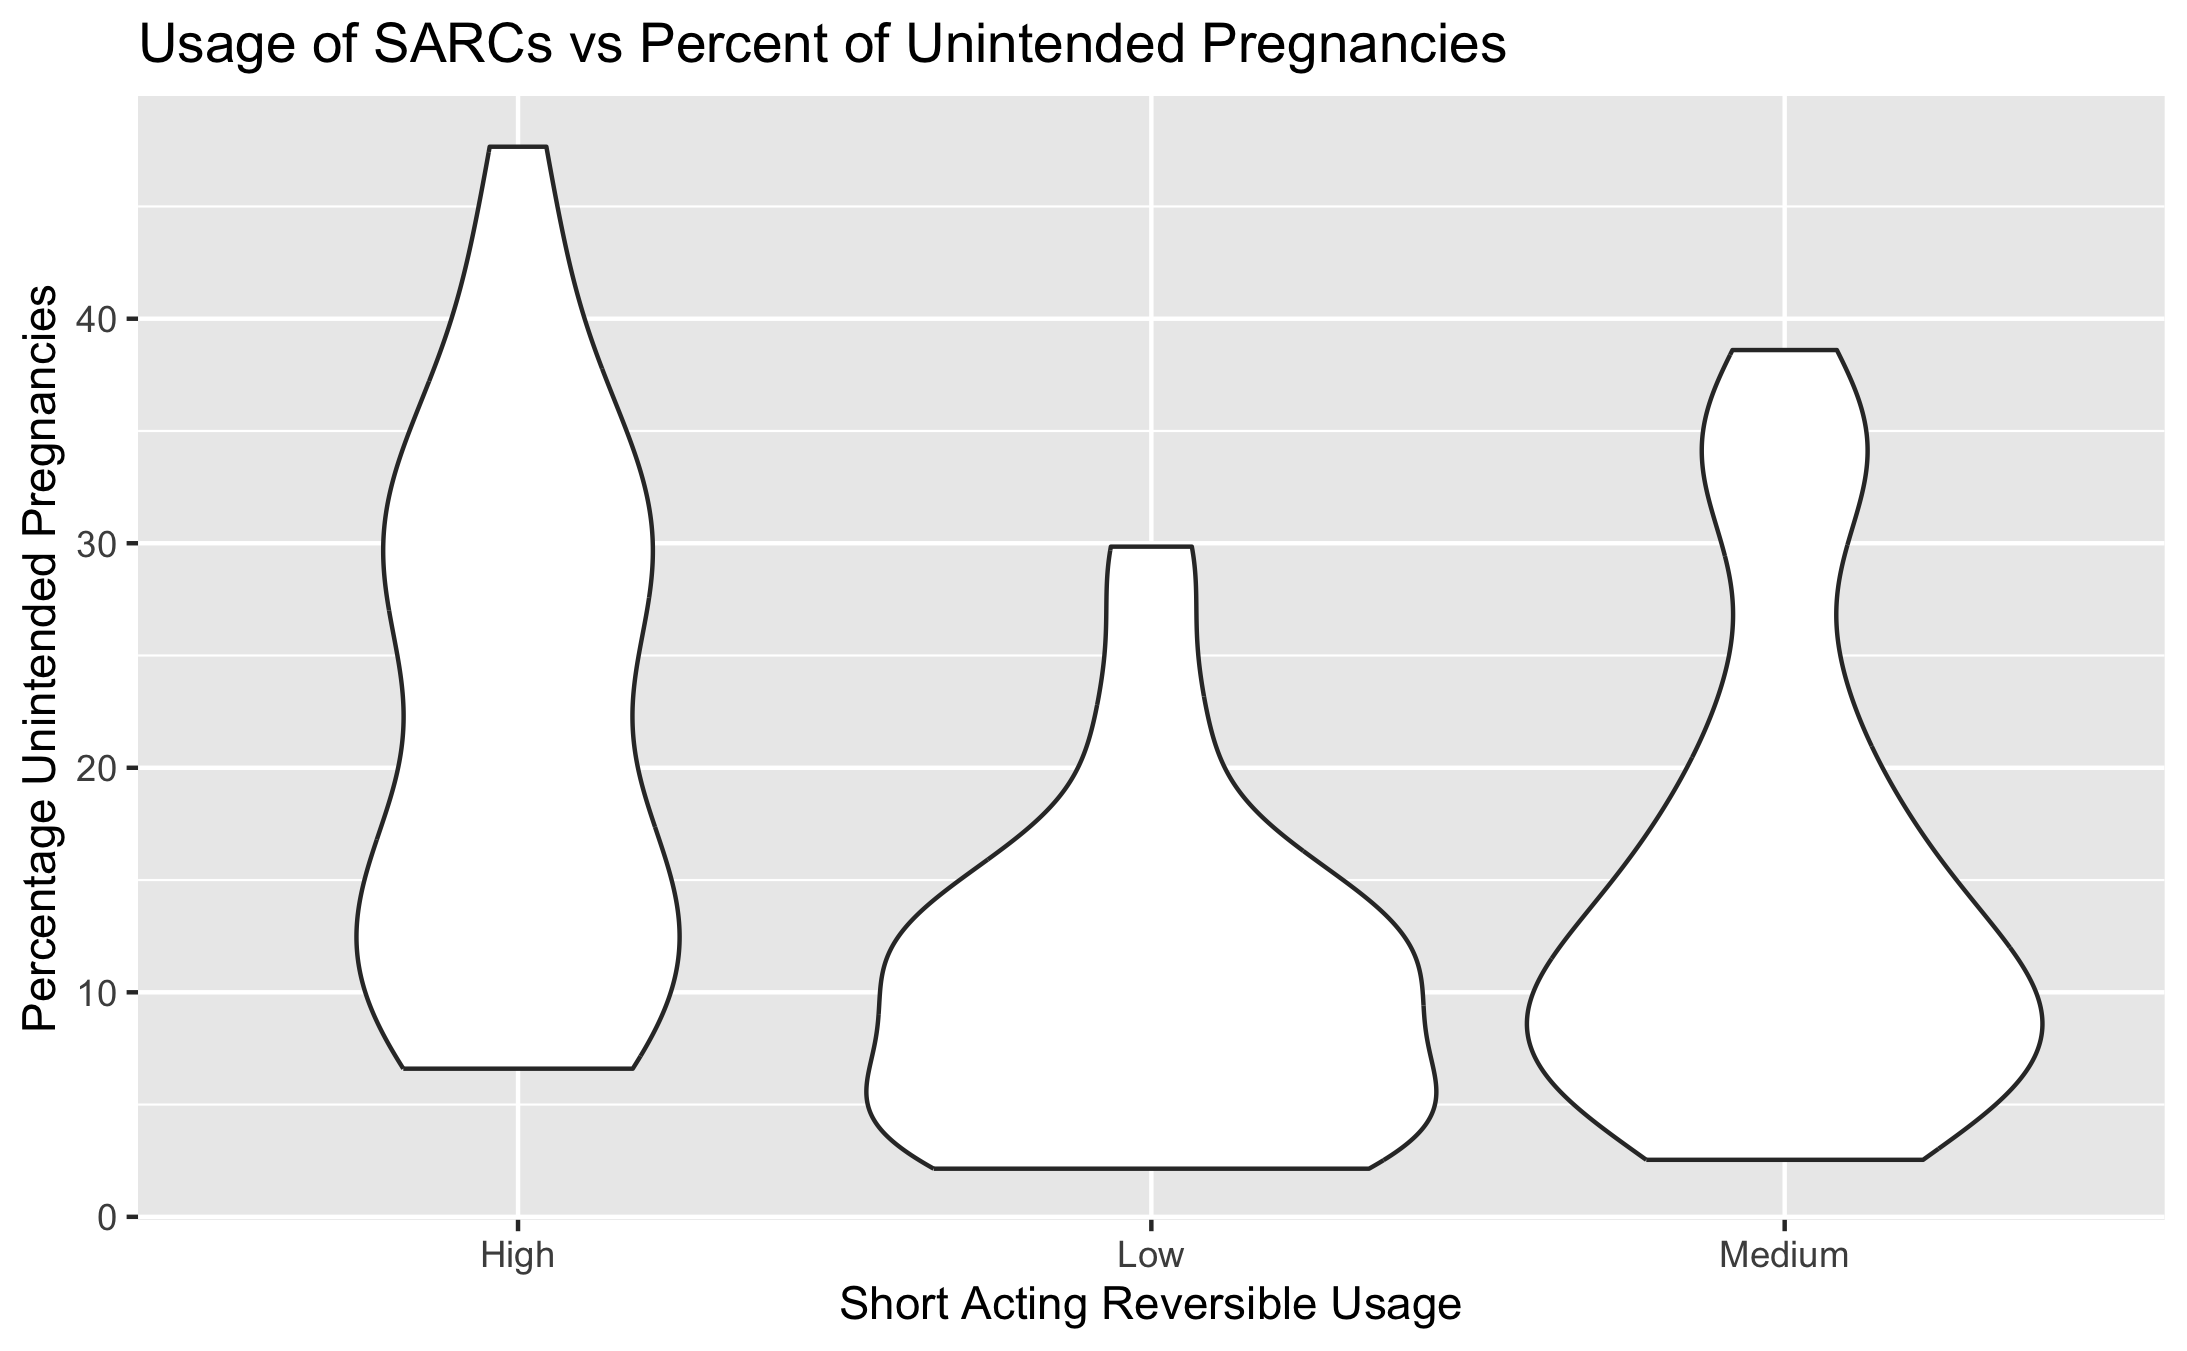 Usage of SARCs vs Percent of Unintended Pregnancies
Percentage Unintended Pregnancies
40
30
20
10
0
High
Low
Medium
Short Acting Reversible Usage